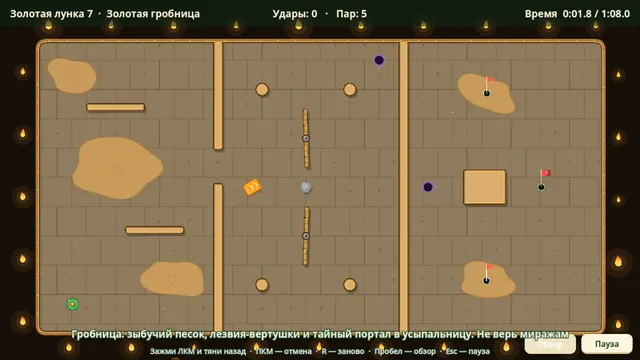 Золотая лунка 7 · Золотая гробница
Удары: 0 · Пар: 5
Время 0:01.8 / 1:08.0
Гробница: зыбучий песок, лезвия-вертушки и тайный портал в усыпальницу. Не верь миражам
Зажми ЛКМ и тяни назад · ПКМ — отмена · R — заново · Пробел — обзор · Esc — пауза
Обзор
Пауза